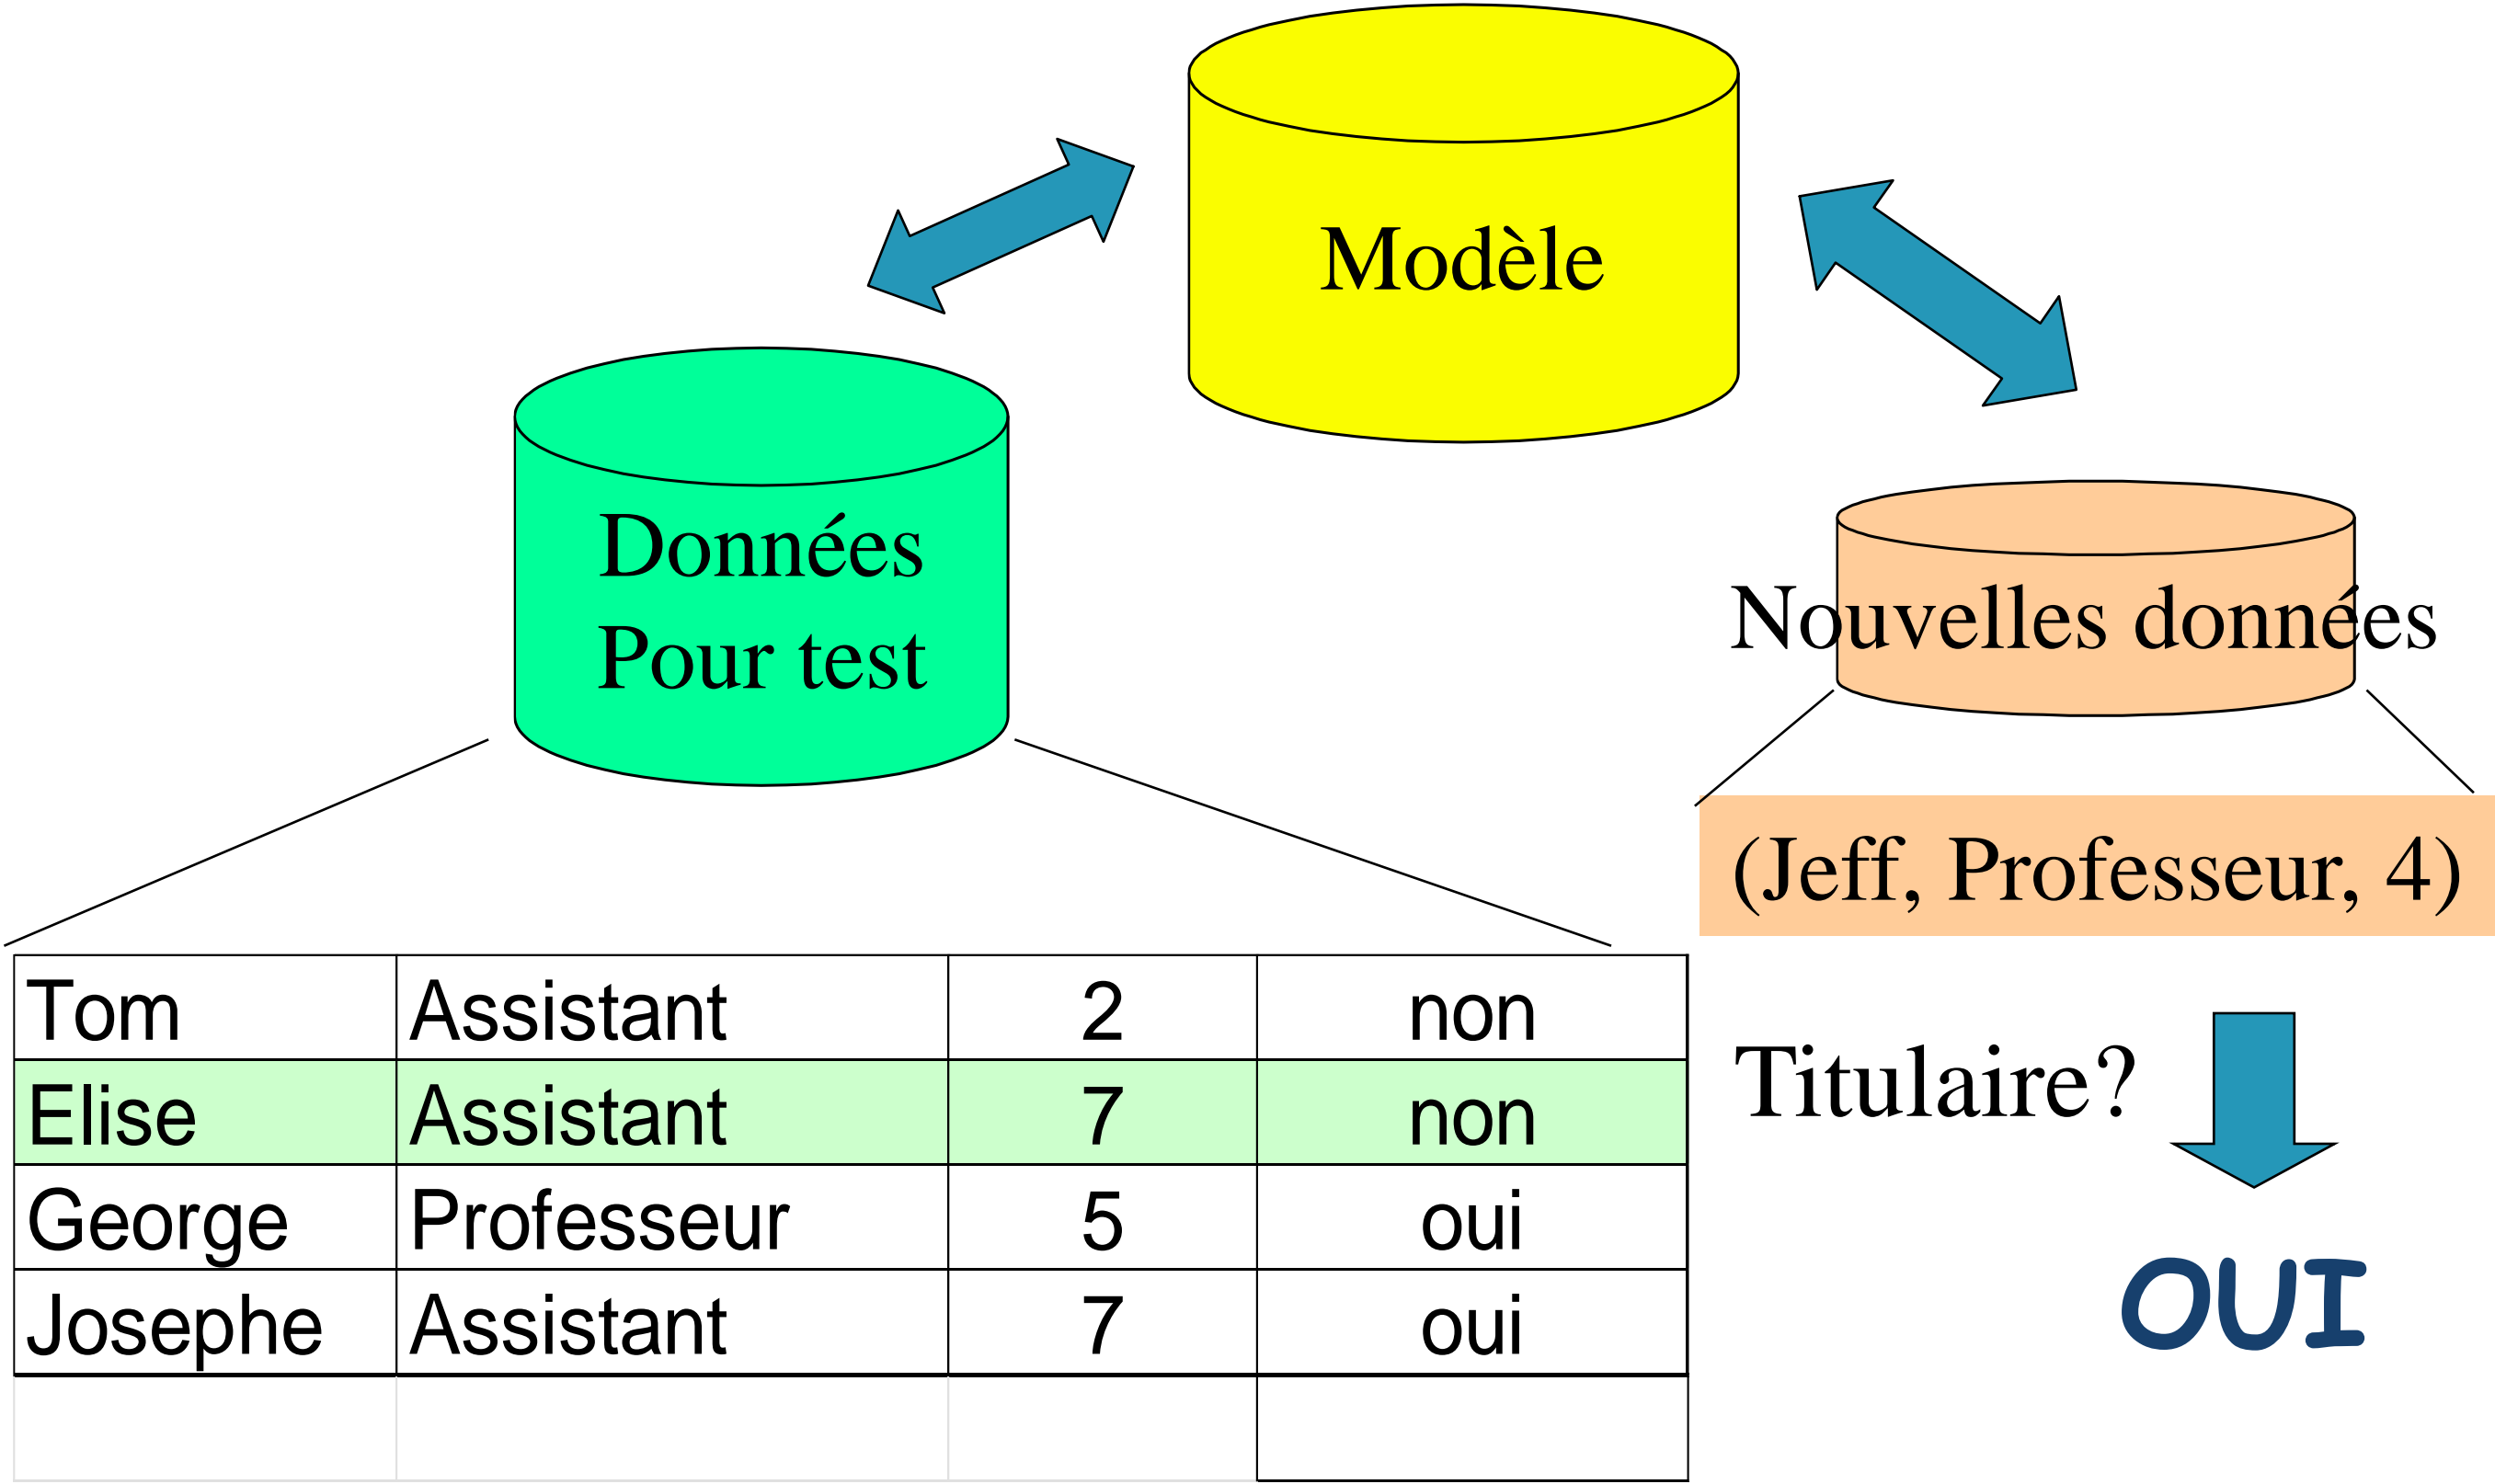 Modèle
Données
Pour test
Nouvelles données
(Jeff, Professeur, 4)
Tom Assistant 2 non
Elise Assistant 7 non
George Professeur 5 oui
Josephe Assistant 7 oui
Titulaire?
OUI